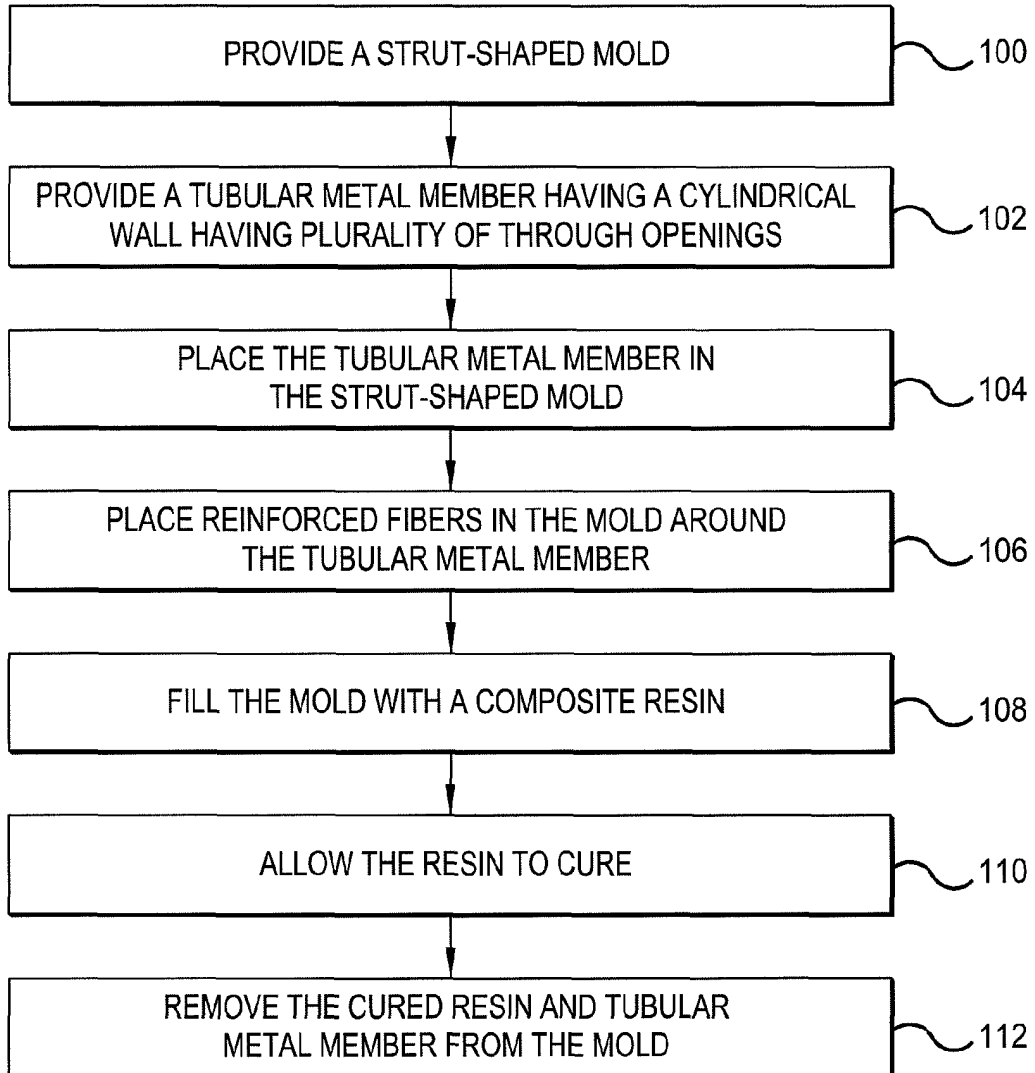 PROVIDE A STRUT-SHAPED MOLD
100
PROVIDE A TUBULAR METAL MEMBER HAVING A CYLINDRICAL
WALL HAVING PLURALITY OF THROUGH OPENINGS
102
PLACE THE TUBULAR METAL MEMBER IN
THE STRUT-SHAPED MOLD
104
PLACE REINFORCED FIBERS IN THE MOLD AROUND
THE TUBULAR METAL MEMBER
106
FILL THE MOLD WITH A COMPOSITE RESIN
108
ALLOW THE RESIN TO CURE
110
REMOVE THE CURED RESIN AND TUBULAR
METAL MEMBER FROM THE MOLD
112